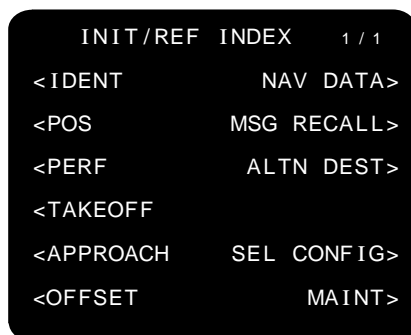 INIT/REF INDEX 1 / 1
<IDENT NAV DATA>
<POS MSG RECALL>
<PERF ALTN DEST>
<TAKEOFF
<APPROACH SEL CONFIG>
<OFFSET MAINT>